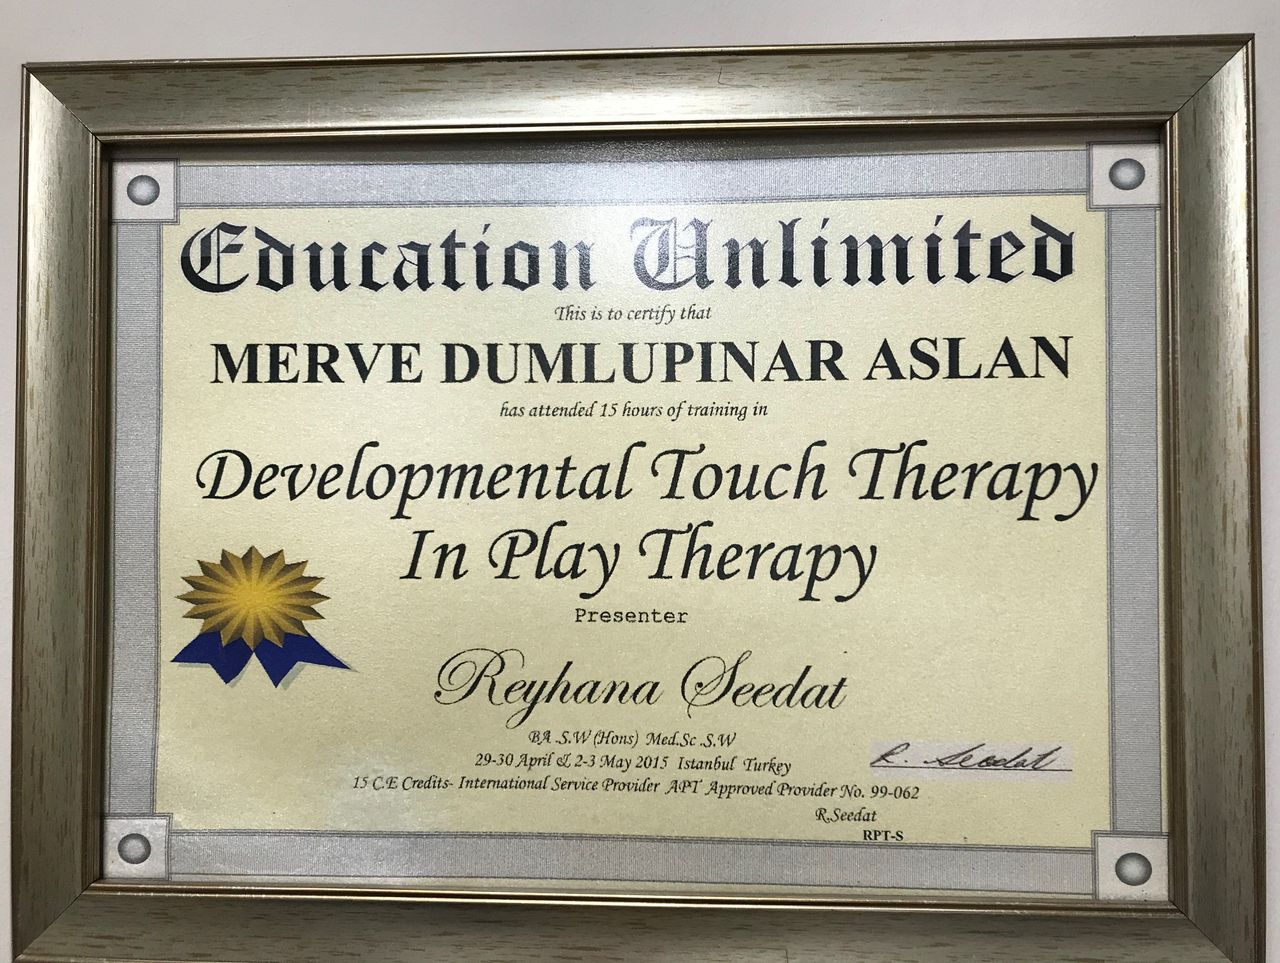 Education Unlimited
This is to certify that
MERVE DUMLUPINAR ASLAN
has attended 15 hours of training in
Developmental Touch Therapy
In Play Therapy
Presenter
Reyhana Seedat
BA .S.W (Hons) Med.Sc .S.W
29-30 April & 2-3 May 2015 Istanbul Turkey
R. Seedat
15 C.E Credits- International Service Provider APT Approved Provider No. 99-062
R.Seedat
RPT-S